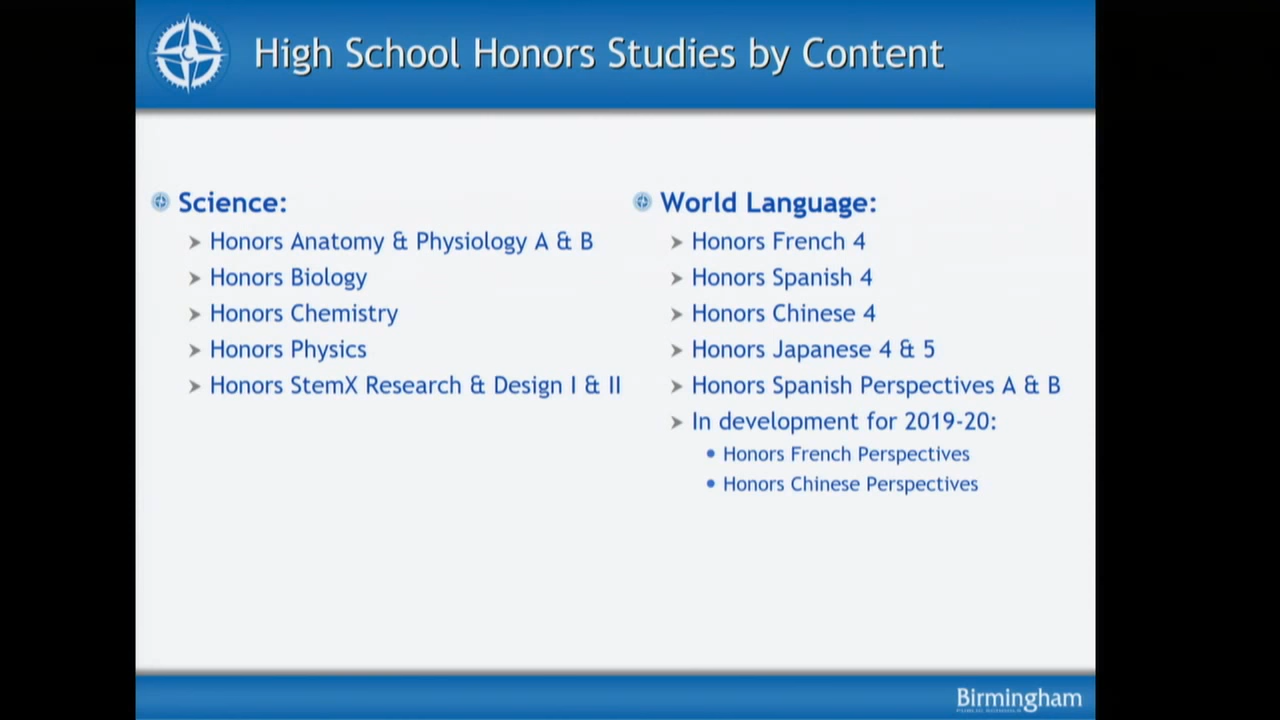 High School Honors Studies by Content
Science:
Honors Anatomy & Physiology A & B
Honors Biology
Honors Chemistry
Honors Physics
Honors StemX Research & Design I & II
World Language:
Honors French 4
Honors Spanish 4
Honors Chinese 4
Honors Japanese 4 & 5
Honors Spanish Perspectives A & B
In development for 2019-20:
Honors French Perspectives
Honors Chinese Perspectives
Birmingham
PUBLIC SCHOOLS